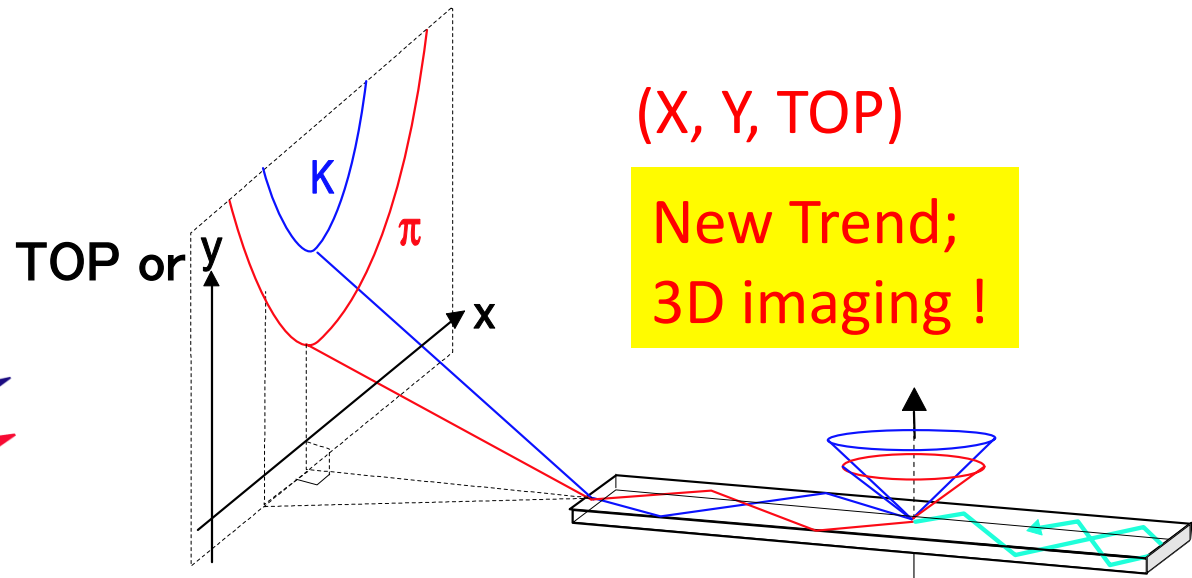 (X, Y, TOP)
New Trend;
3D imaging !
K
π
TOP or y
x